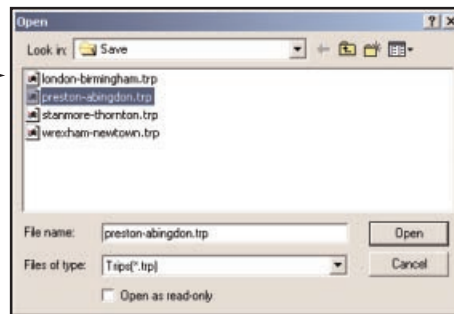 Open
Look in: Save
london-birmingham.trp
preston-abingdon.trp
stanmore-thornton.trp
wrexham-newtown.trp
File name: preston-abingdon.trp Open
Files of type: Trips(*.trp) Cancel
Open as read-only